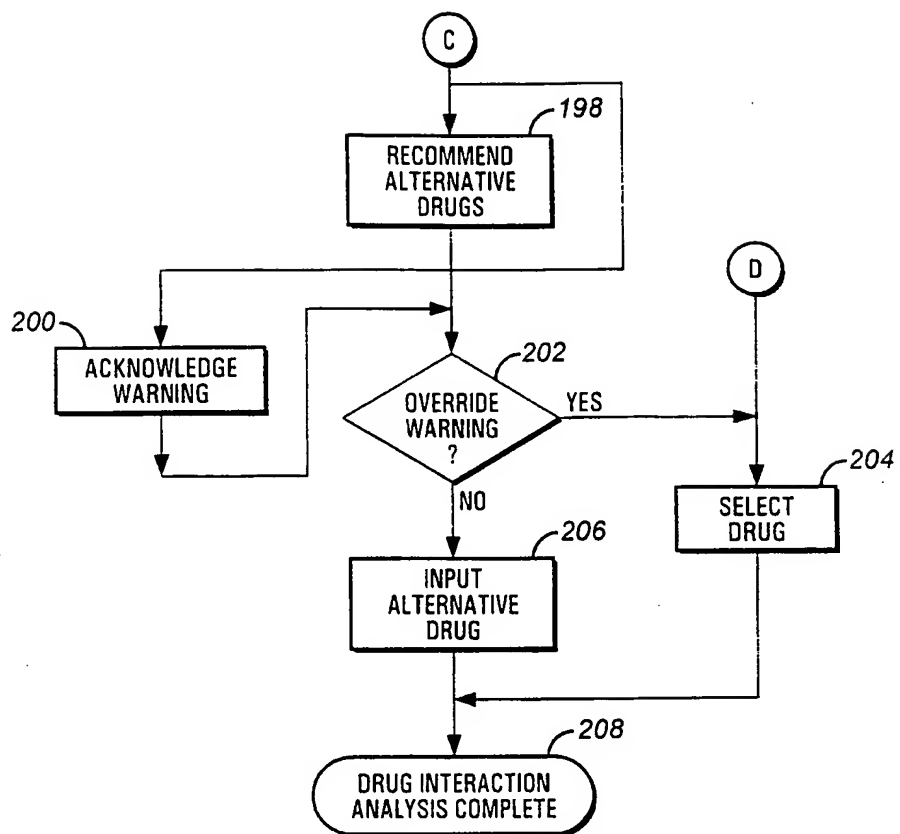 C
198
RECOMMEND
ALTERNATIVE
DRUGS
D
200
ACKNOWLEDGE
WARNING
202
OVERRIDE
WARNING
?
YES
NO
204
SELECT
DRUG
206
INPUT
ALTERNATIVE
DRUG
208
DRUG INTERACTION
ANALYSIS COMPLETE